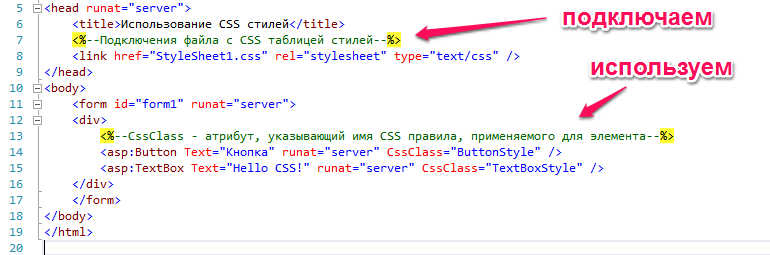 5 <head runat="server">
подключаем
6 <title>Использование CSS стилей</title>
7 <%--Подключения файла с CSS таблицей стилей--%>
8 <link href="StyleSheet1.css" rel="stylesheet" type="text/css" />
9 </head>
используем
10 <body>
11 <form id="form1" runat="server">
12 <div>
13 <%--CssClass - атрибут, указывающий имя CSS правила, применяемого для элемента--%>
14 <asp:Button Text="Кнопка" runat="server" CssClass="ButtonStyle" />
15 <asp:TextBox Text="Hello CSS!" runat="server" CssClass="TextBoxStyle" />
16 </div>
17 </form>
18 </body>
19 </html>
20